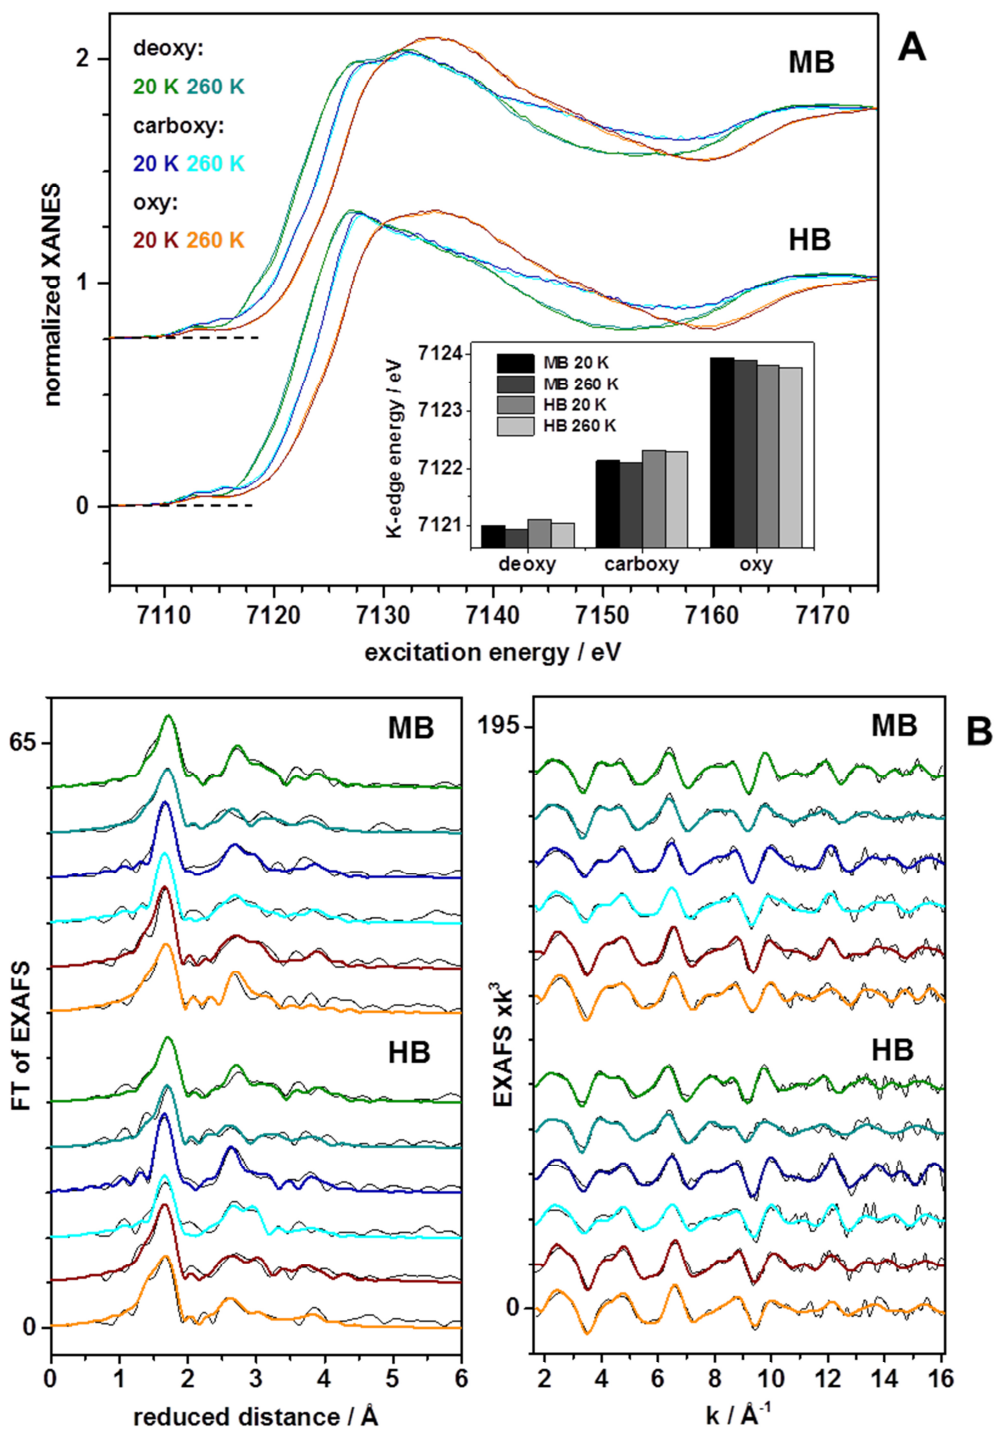 A
deoxy:
20 K 260 K
carboxy:
20 K 260 K
oxy:
20 K 260 K
MB
HB
2
1
0
normalized XANES
7124
7123
7122
7121
K-edge energy / eV
MB 20 K
MB 260 K
HB 20 K
HB 260 K
deoxy carboxy oxy
7110 7120 7130 7140 7150 7160 7170
excitation energy / eV
B
65
0
FT of EXAFS
MB
HB
0 1 2 3 4 5 6
reduced distance / Å
195
0
EXAFS xk³
MB
HB
2 4 6 8 10 12 14 16
k / Å⁻¹